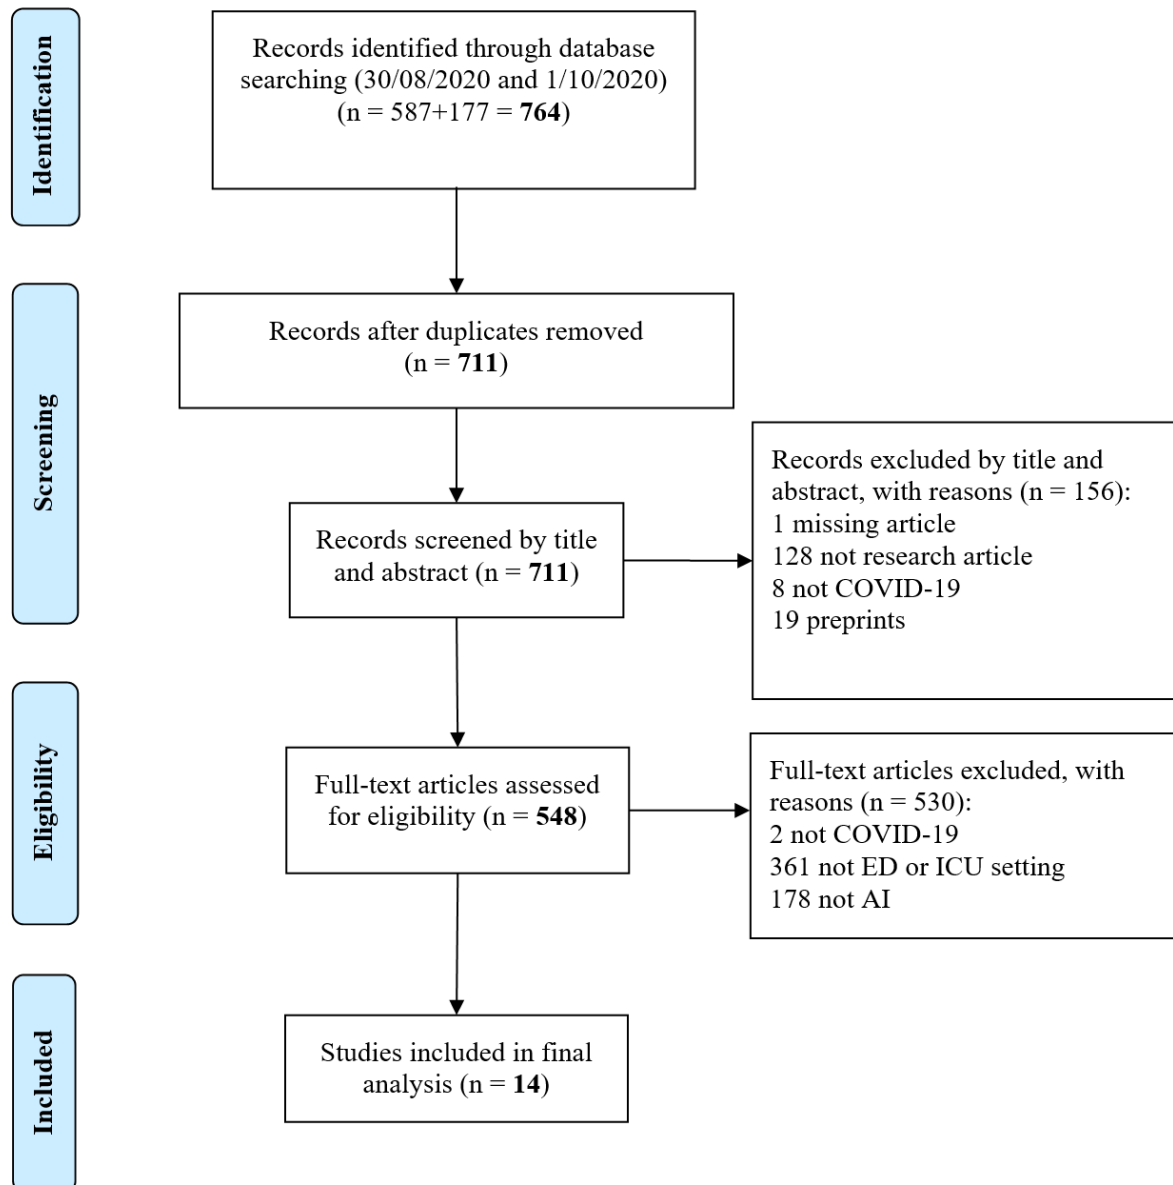 Identification
Records identified through database
searching (30/08/2020 and 1/10/2020)
(n = 587+177 = 764)
Screening
Records after duplicates removed
(n = 711)
Records screened by title
and abstract (n = 711)
Records excluded by title and
abstract, with reasons (n = 156):
1 missing article
128 not research article
8 not COVID-19
19 preprints
Eligibility
Full-text articles assessed
for eligibility (n = 548)
Full-text articles excluded, with
reasons (n = 530):
2 not COVID-19
361 not ED or ICU setting
178 not AI
Included
Studies included in final
analysis (n = 14)